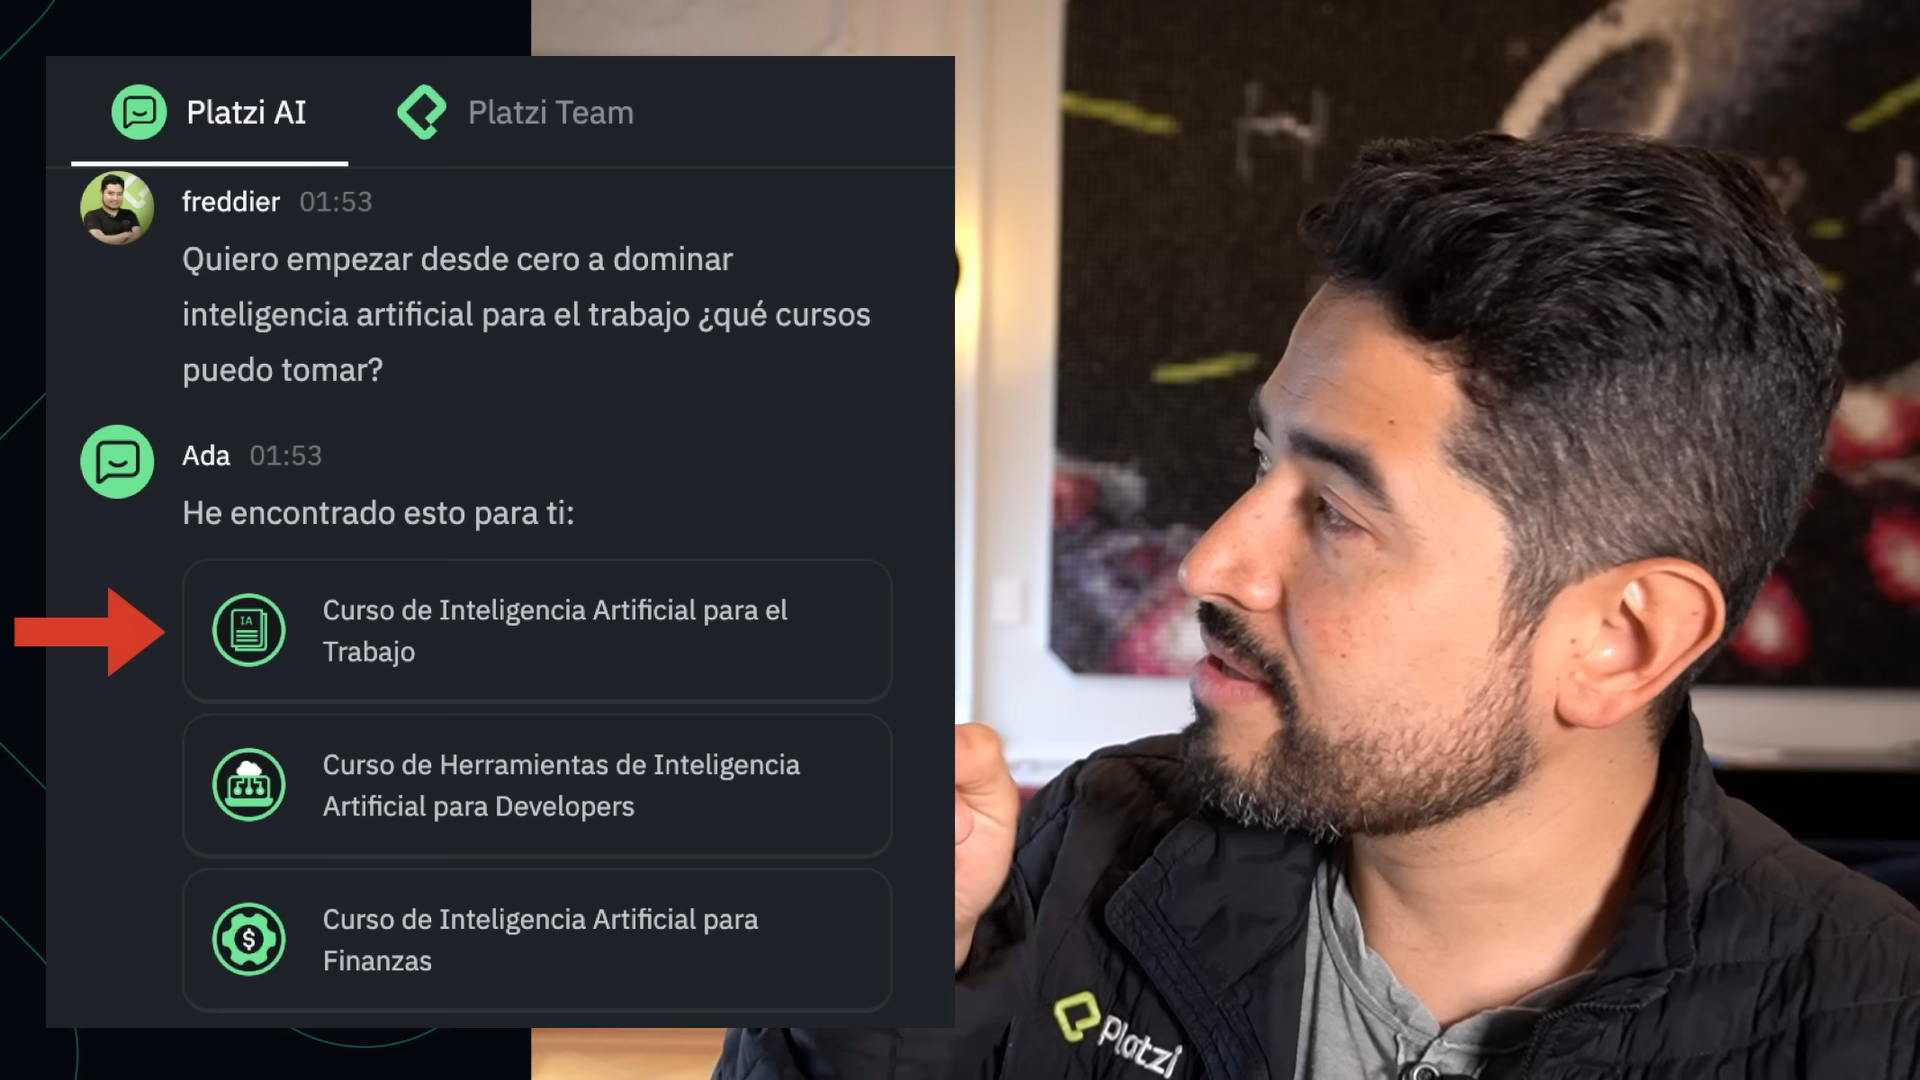 Platzi AI
Platzi Team
freddier 01:53
Quiero empezar desde cero a dominar
inteligencia artificial para el trabajo ¿qué cursos
puedo tomar?
Ada 01:53
He encontrado esto para ti:
IA
Curso de Inteligencia Artificial para el
Trabajo
Curso de Herramientas de Inteligencia
Artificial para Developers
$
Curso de Inteligencia Artificial para
Finanzas
Platzi